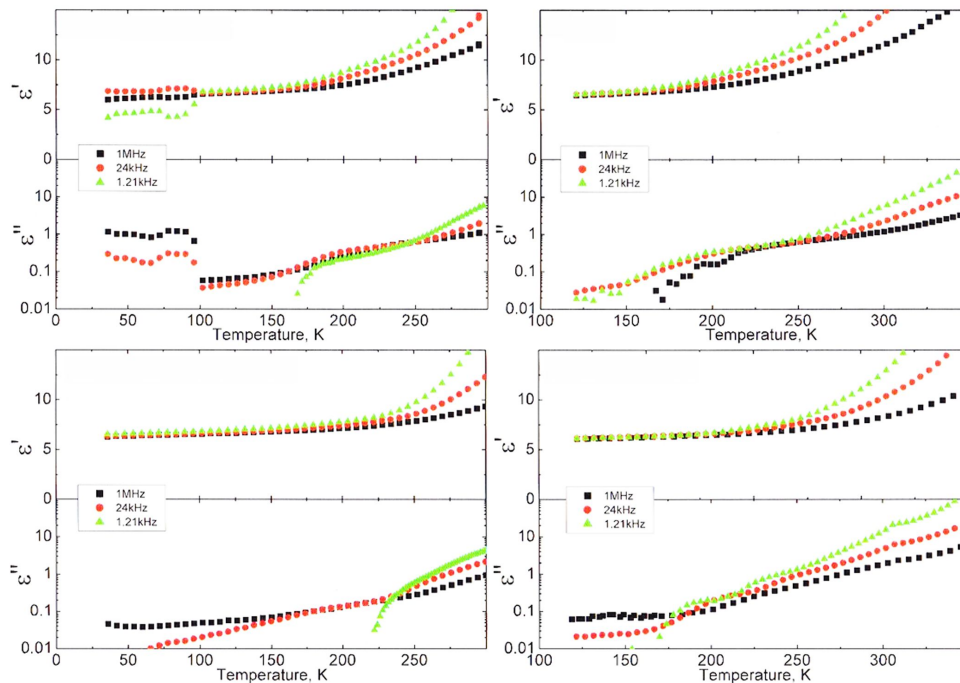 10
ε'
5
0
1MHz
24kHz
1.21kHz
10
1
ε''
0.1
0.01
0 50 100 150 200 250
Temperature, K
10
ε'
5
0
1MHz
24kHz
1.21kHz
10
1
ε''
0.1
0.01
100 150 200 250 300
Temperature, K
10
ε'
5
0
1MHz
24kHz
1.21kHz
10
1
ε''
0.1
0.01
0 50 100 150 200 250
Temperature, K
10
ε'
5
0
1MHz
24kHz
1.21kHz
10
1
ε''
0.1
0.01
100 150 200 250 300
Temperature, K